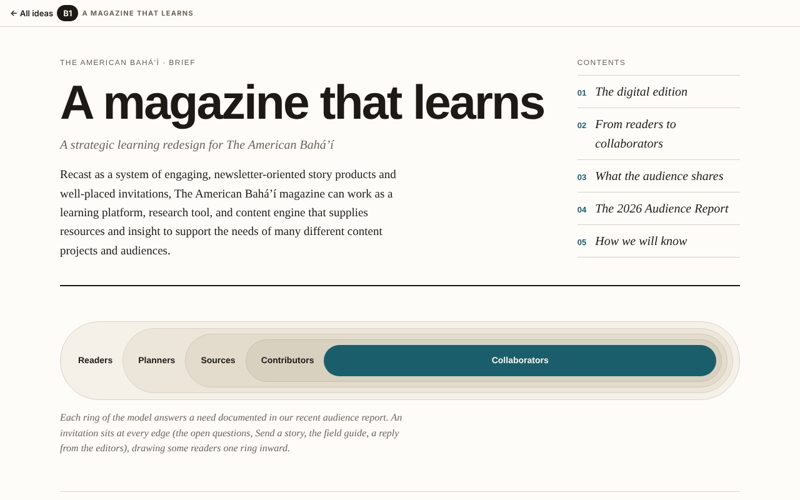 ← All ideas B1 A MAGAZINE THAT LEARNS
THE AMERICAN BAHÁ’Í · BRIEF
A magazine that learns
A strategic learning redesign for The American Bahá’í
Recast as a system of engaging, newsletter-oriented story products and
well-placed invitations, The American Bahá’í magazine can work as a
learning platform, research tool, and content engine that supplies
resources and insight to support the needs of many different content
projects and audiences.
CONTENTS
01 The digital edition
02 From readers to
collaborators
03 What the audience shares
04 The 2026 Audience Report
05 How we will know
Readers Planners Sources Contributors Collaborators
Each ring of the model answers a need documented in our recent audience report. An
invitation sits at every edge (the open questions, Send a story, the field guide, a reply
from the editors), drawing some readers one ring inward.